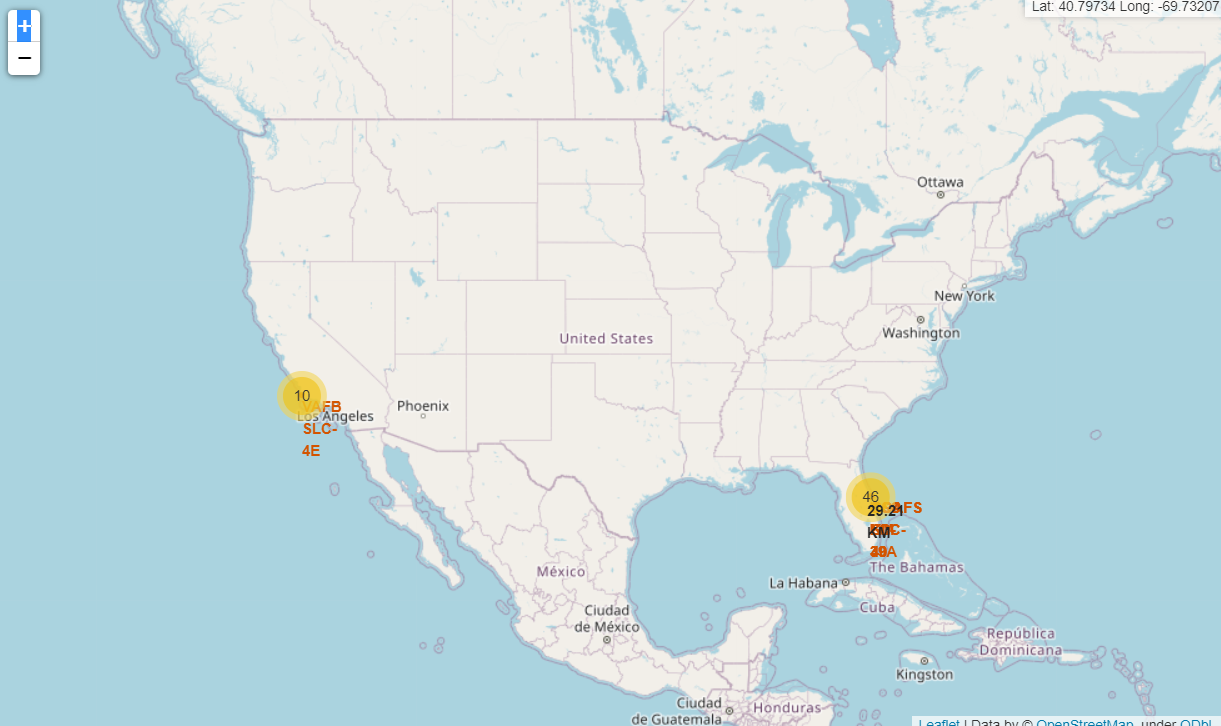 +
Lat: 40.79734 Long: -69.73207
−
Ottawa
New York
Washington
United States
10
VAFB
Phoenix
Los Angeles
SLC-
4E
46
29.21
KM
The Bahamas
México
La Habana
Cuba
Ciudad
de México
República
Dominicana
Kingston
Ciudad
de Guatemala
Honduras
Leaflet | Data by © OpenStreetMap, under ODbL